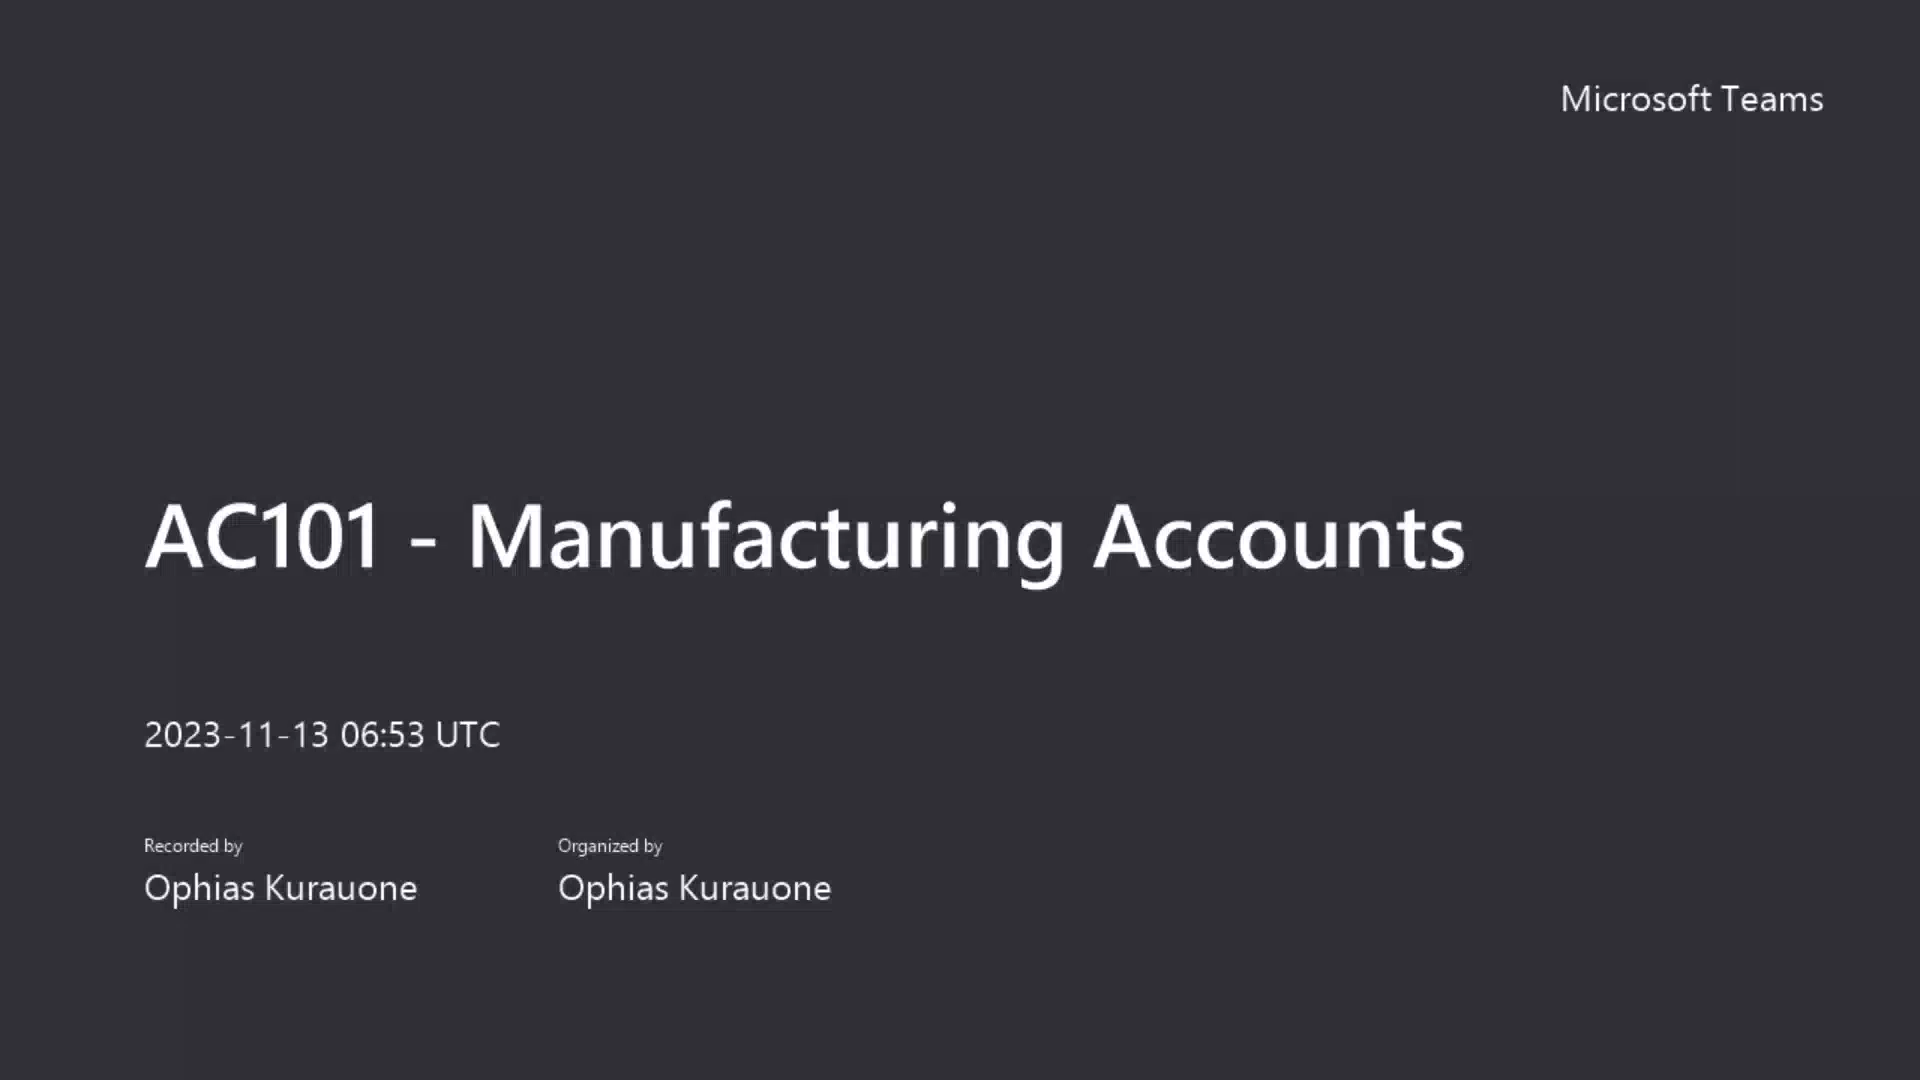 Microsoft Teams
AC101 - Manufacturing Accounts
2023-11-13 06:53 UTC
Recorded by
Ophias Kurauone
Organized by
Ophias Kurauone